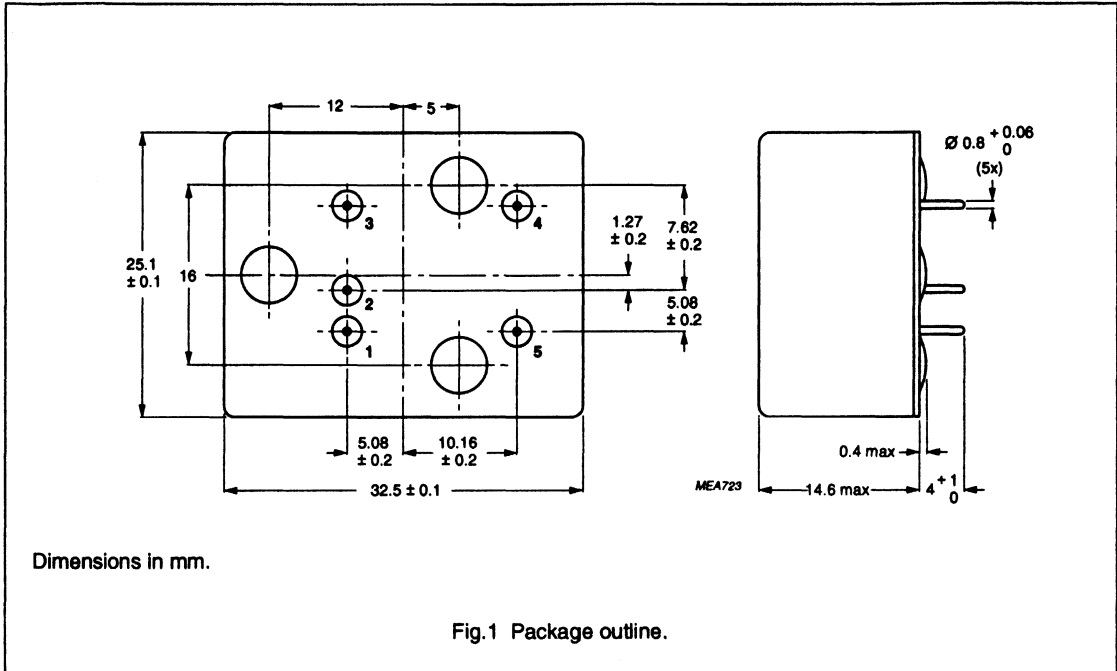 12
5
Ø 0.8 + 0.06
0
(5x)
3
4
1.27
± 0.2
7.62
± 0.2
25.1
± 0.1
16
2
5.08
± 0.2
1
5
5.08
± 0.2
10.16
± 0.2
0.4 max
32.5 ± 0.1
MEA723
14.6 max
4 + 1
0
Dimensions in mm.
Fig.1 Package outline.